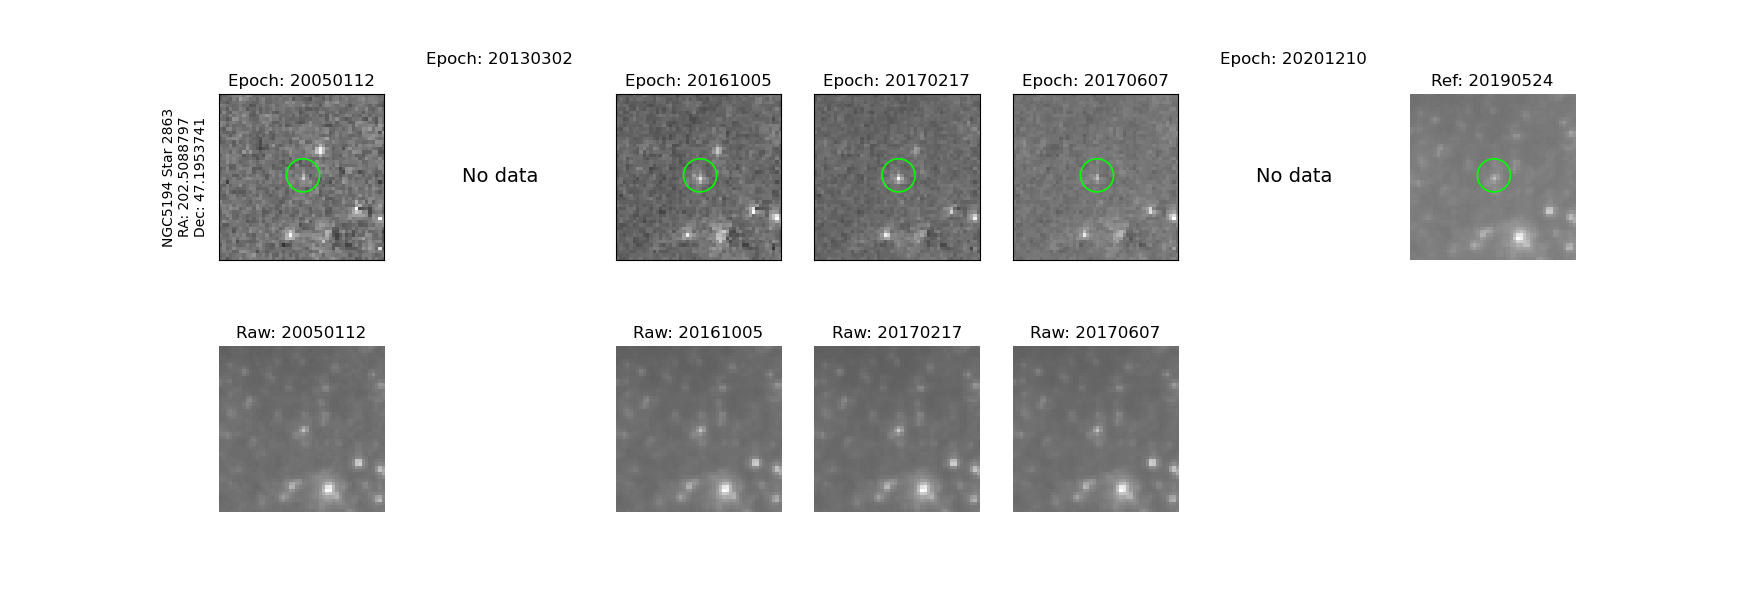 Epoch: 20130302
Epoch: 20201210
Epoch: 20050112
Epoch: 20161005
Epoch: 20170217
Epoch: 20170607
Ref: 20190524
NGC5194 Star 2863
RA: 202.5088797
Dec: 47.1953741
No data
No data
Raw: 20050112
Raw: 20161005
Raw: 20170217
Raw: 20170607